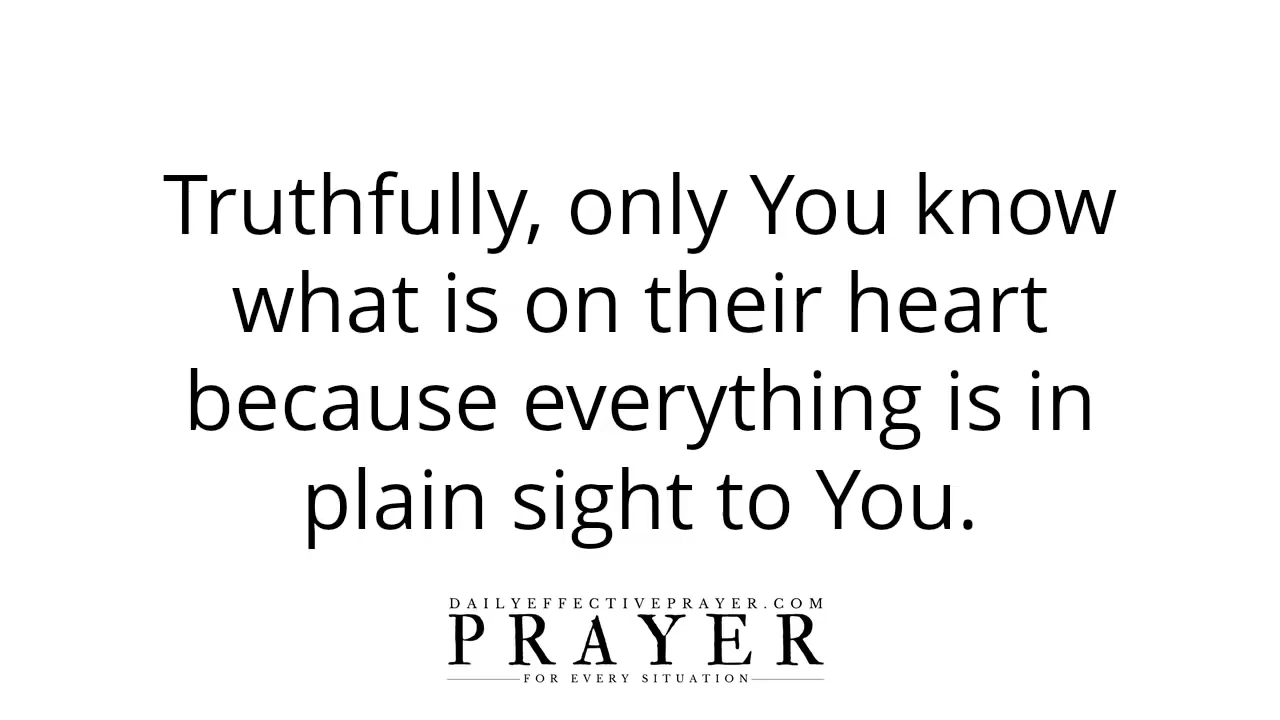 Truthfully, only You know
what is on their heart
because everything is in
plain sight to You.
DAILYEFFECTIVEPRAYER.COM
PRAYER
FOR EVERY SITUATION